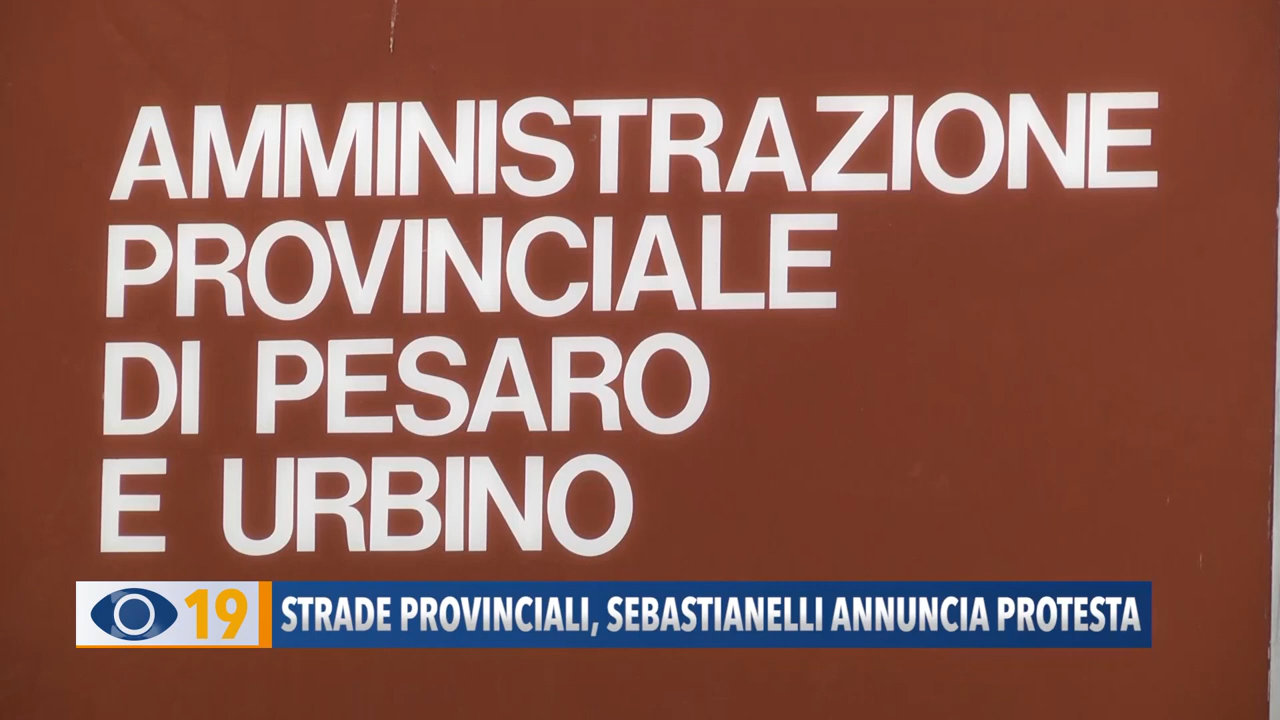 AMMINISTRAZIONE
PROVINCIALE
DI PESARO
E URBINO
19 STRADE PROVINCIALI, SEBASTIANELLI ANNUNCIA PROTESTA